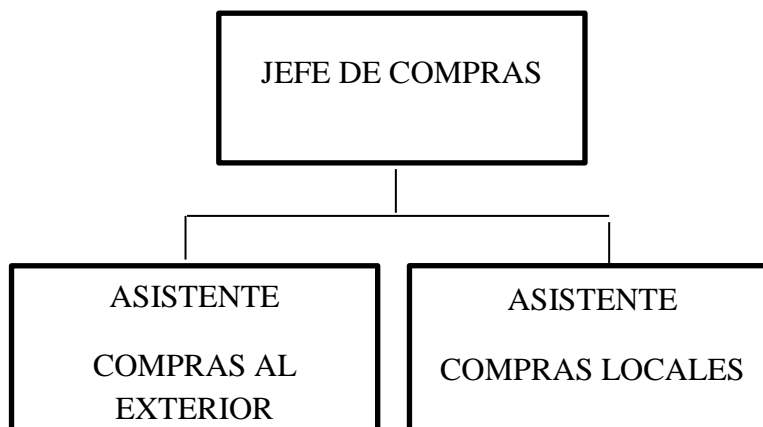 JEFE DE COMPRAS
ASISTENTE
COMPRAS AL
EXTERIOR
ASISTENTE
COMPRAS LOCALES